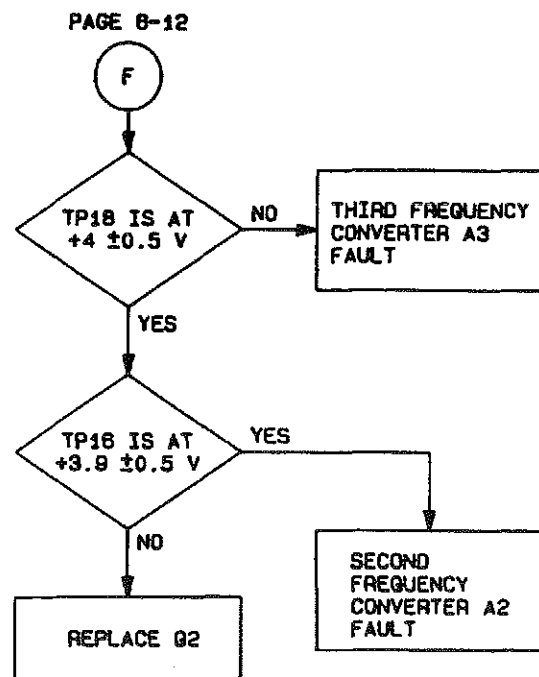 PAGE 6-12
F
TP18 IS AT
+4 ±0.5 V
NO
THIRD FREQUENCY
CONVERTER A3
FAULT
YES
TP16 IS AT
+3.9 ±0.5 V
YES
NO
SECOND
FREQUENCY
CONVERTER A2
FAULT
REPLACE Q2